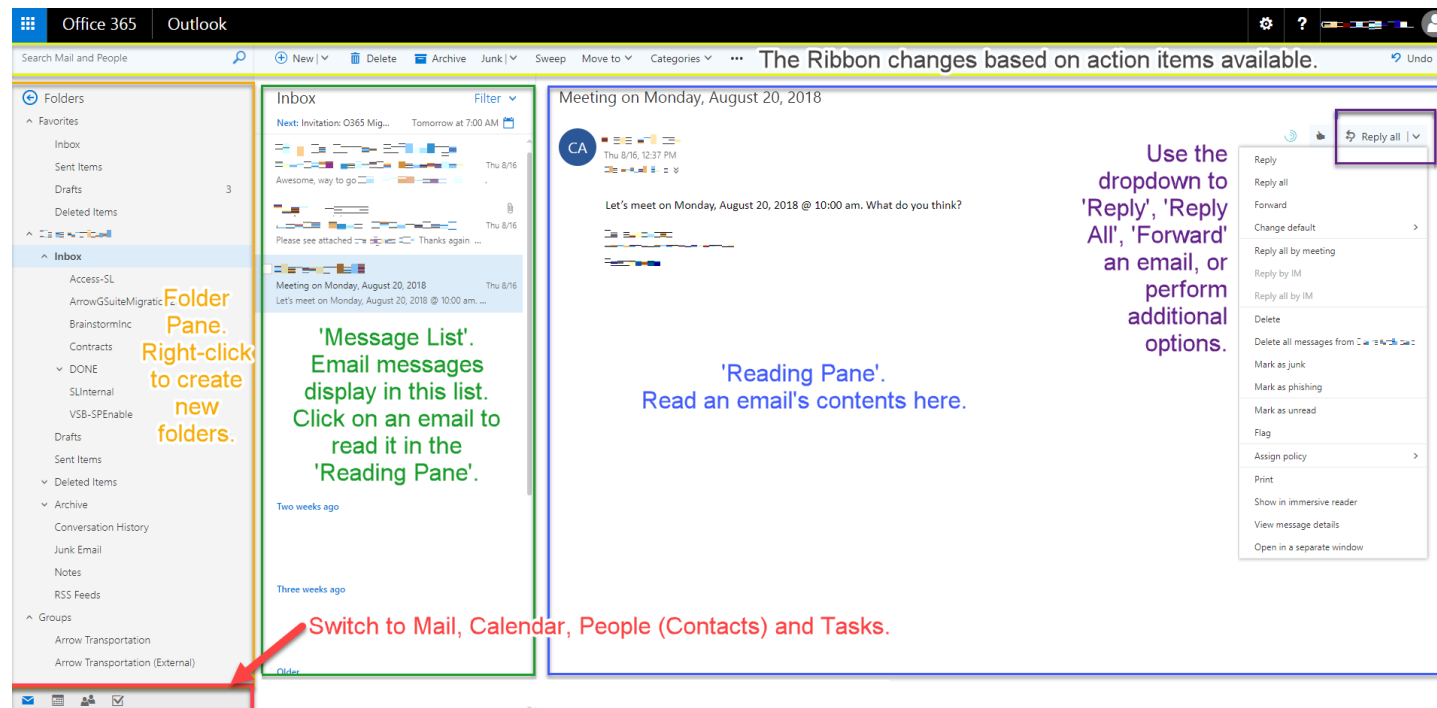 Office 365 Outlook
Search Mail and People
New Delete Archive Junk Sweep Move to Categories ••• The Ribbon changes based on action items available. Undo
Folders
Favorites
Inbox
Sent Items
Drafts 3
Deleted Items
Inbox
Access-SL
BrainstormInc
Contracts
DONE
SLInternal
VSB-SPEnable
Drafts
Sent Items
Deleted Items
Archive
Conversation History
Junk Email
Notes
RSS Feeds
Groups
Arrow Transportation
Arrow Transportation (External)
Folder
Pane.
Right-click
to create
new
folders.
Inbox Filter
Next: Invitation: O365 Mig... Tomorrow at 7:00 AM
Thu 8/16
Awesome, way to go
Thu 8/16
Please see attached Thanks again ...
Meeting on Monday, August 20, 2018 Thu 8/16
Let's meet on Monday, August 20, 2018 @ 10:00 am. ...
'Message List'.
Email messages
display in this list.
Click on an email to
read it in the
'Reading Pane'.
Two weeks ago
Three weeks ago
Older
Meeting on Monday, August 20, 2018
CA
Thu 8/16, 12:37 PM
Let's meet on Monday, August 20, 2018 @ 10:00 am. What do you think?
'Reading Pane'.
Read an email's contents here.
Use the
dropdown to
'Reply', 'Reply
All', 'Forward'
an email, or
perform
additional
options.
Reply all
Reply
Reply all
Forward
Change default
Reply all by meeting
Reply by IM
Reply all by IM
Delete
Delete all messages from
Mark as junk
Mark as phishing
Mark as unread
Flag
Assign policy
Print
Show in immersive reader
View message details
Open in a separate window
Switch to Mail, Calendar, People (Contacts) and Tasks.